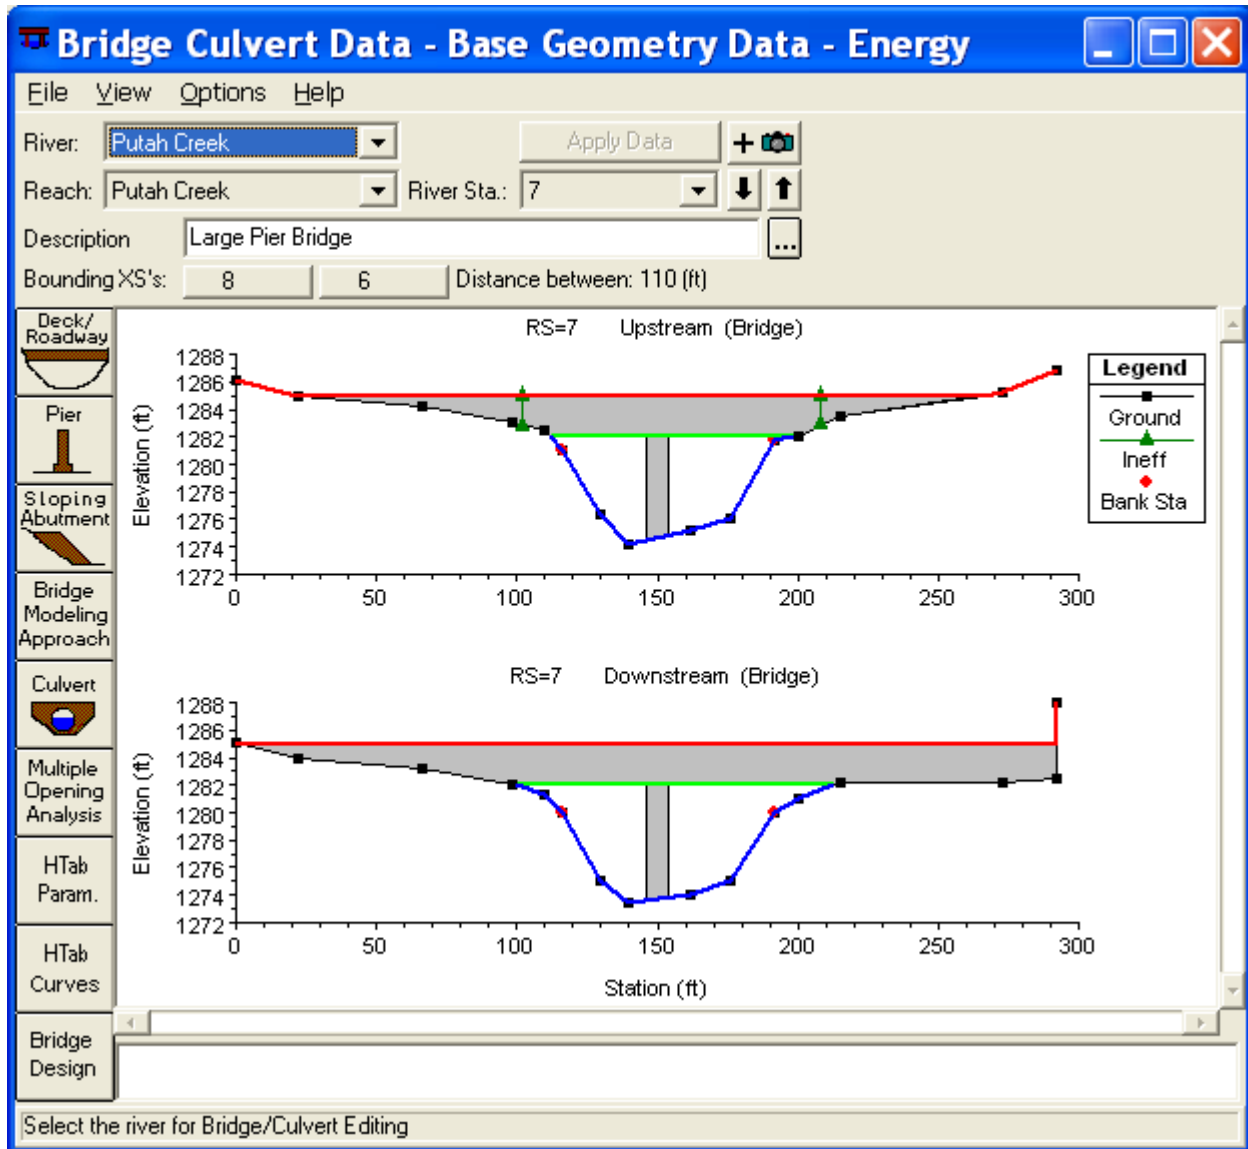 Bridge Culvert Data - Base Geometry Data - Energy
File View Options Help
River: Putah Creek Apply Data +
Reach: Putah Creek River Sta.: 7
Description Large Pier Bridge ...
Bounding XS's: 8 6 Distance between: 110 (ft)
Deck/
Roadway
Pier
Sloping
Abutment
Bridge
Modeling
Approach
Culvert
Multiple
Opening
Analysis
HTab
Param.
HTab
Curves
Bridge
Design
RS=7 Upstream (Bridge)
Elevation (ft)
1288
1286
1284
1282
1280
1278
1276
1274
1272
0 50 100 150 200 250 300
Legend
Ground
Ineff
Bank Sta
RS=7 Downstream (Bridge)
Elevation (ft)
1288
1286
1284
1282
1280
1278
1276
1274
1272
0 50 100 150 200 250 300
Station (ft)
Select the river for Bridge/Culvert Editing